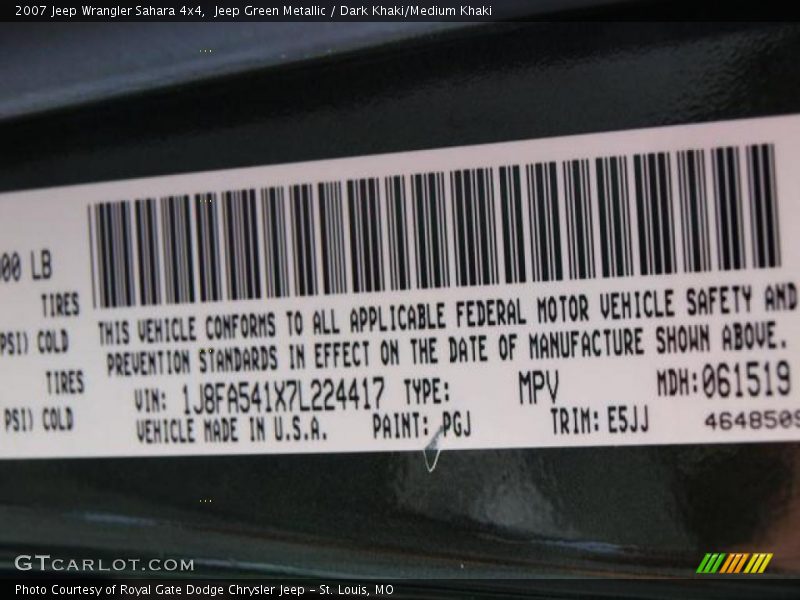 2007 Jeep Wrangler Sahara 4x4, Jeep Green Metallic / Dark Khaki/Medium Khaki
00 LB
TIRES
PSI) COLD
TIRES
PSI) COLD
THIS VEHICLE CONFORMS TO ALL APPLICABLE FEDERAL MOTOR VEHICLE SAFETY AND
PREVENTION STANDARDS IN EFFECT ON THE DATE OF MANUFACTURE SHOWN ABOVE.
VIN: 1J8FA541X7L224417 TYPE: MPV MDH:061519
VEHICLE MADE IN U.S.A. PAINT: PGJ TRIM: E5JJ 4648509
GTCARLOT.COM
Photo Courtesy of Royal Gate Dodge Chrysler Jeep – St. Louis, MO